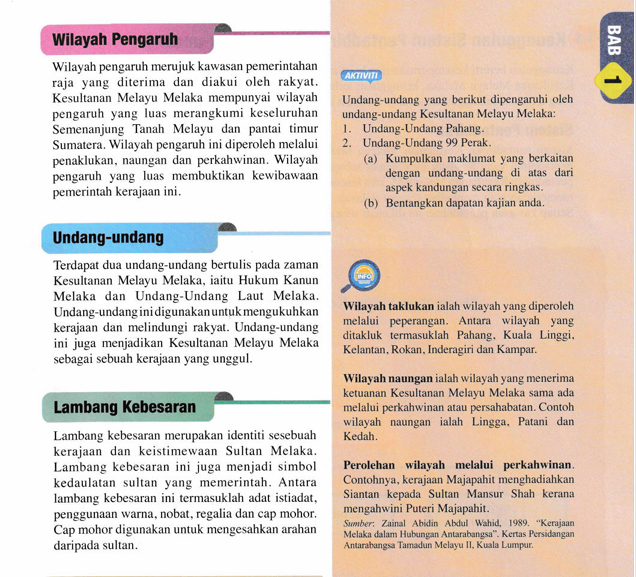 Wilayah Pengaruh
Wilayah pengaruh merujuk kawasan pemerintahan
raja yang diterima dan diakui oleh rakyat.
Kesultanan Melayu Melaka mempunyai wilayah
pengaruh yang luas merangkumi keseluruhan
Semenanjung Tanah Melayu dan pantai timur
Sumatera. Wilayah pengaruh ini diperoleh melalui
penaklukan, naungan dan perkahwinan. Wilayah
pengaruh yang luas membuktikan kewibawaan
pemerintah kerajaan ini.
Undang-undang
Terdapat dua undang-undang bertulis pada zaman
Kesultanan Melayu Melaka, iaitu Hukum Kanun
Melaka dan Undang-Undang Laut Melaka.
Undang-undang ini digunakan untuk mengukuhkan
kerajaan dan melindungi rakyat. Undang-undang
ini juga menjadikan Kesultanan Melayu Melaka
sebagai sebuah kerajaan yang unggul.
Lambang Kebesaran
Lambang kebesaran merupakan identiti sesebuah
kerajaan dan keistimewaan Sultan Melaka.
Lambang kebesaran ini juga menjadi simbol
kedaulatan sultan yang memerintah. Antara
lambang kebesaran ini termasuklah adat istiadat,
penggunaan warna, nobat, regalia dan cap mohor.
Cap mohor digunakan untuk mengesahkan arahan
daripada sultan.
BAB
1
AKTIVITI
Undang-undang yang berikut dipengaruhi oleh
undang-undang Kesultanan Melayu Melaka:
1. Undang-Undang Pahang.
2. Undang-Undang 99 Perak.
(a) Kumpulkan maklumat yang berkaitan
dengan undang-undang di atas dari
aspek kandungan secara ringkas.
(b) Bentangkan dapatan kajian anda.
INFO
Wilayah taklukan ialah wilayah yang diperoleh
melalui peperangan. Antara wilayah yang
ditakluk termasuklah Pahang, Kuala Linggi,
Kelantan, Rokan, Inderagiri dan Kampar.
Wilayah naungan ialah wilayah yang menerima
ketuanan Kesultanan Melayu Melaka sama ada
melalui perkahwinan atau persahabatan. Contoh
wilayah naungan ialah Lingga, Patani dan
Kedah.
Perolehan wilayah melalui perkahwinan.
Contohnya, kerajaan Majapahit menghadiahkan
Siantan kepada Sultan Mansur Shah kerana
mengahwini Puteri Majapahit.
Sumber: Zainal Abidin Abdul Wahid, 1989. “Kerajaan
Melaka dalam Hubungan Antarabangsa”. Kertas Persidangan
Antarabangsa Tamadun Melayu II, Kuala Lumpur.